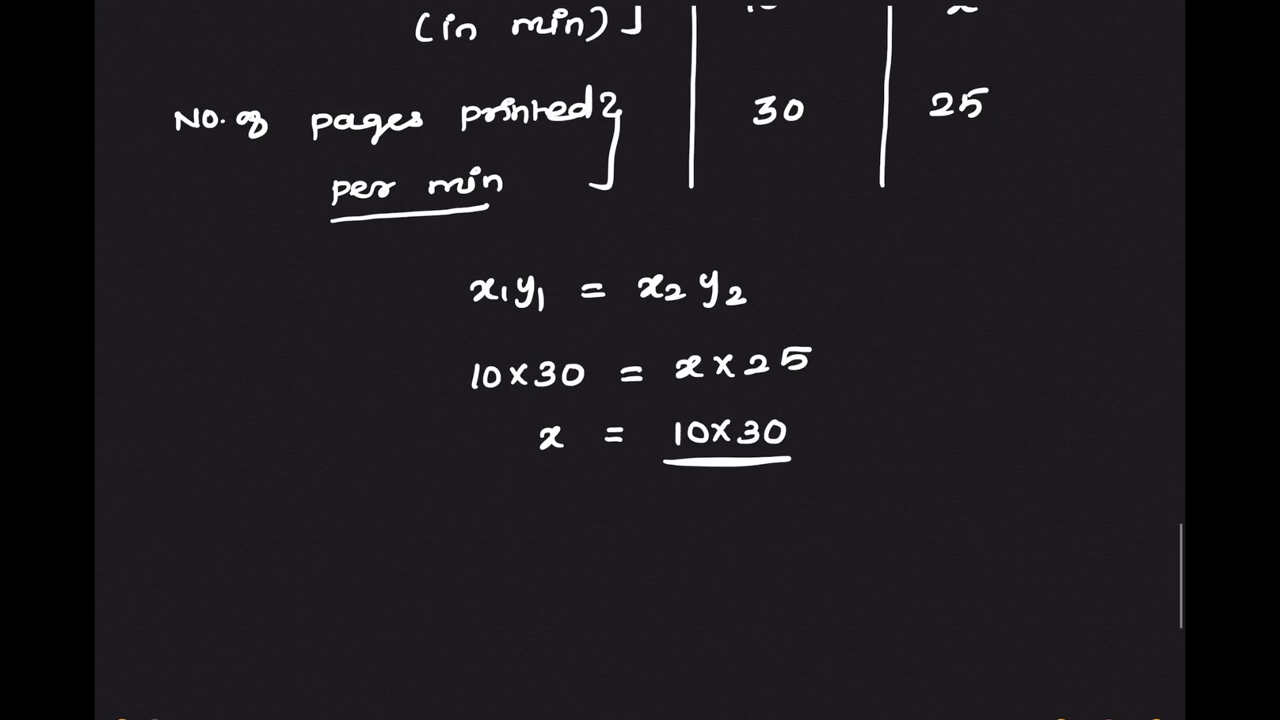 (in min)]
No. of pages printed} 30 25
per min
x₁y₁ = x₂y₂
10×30 = x×25
x = 10×30